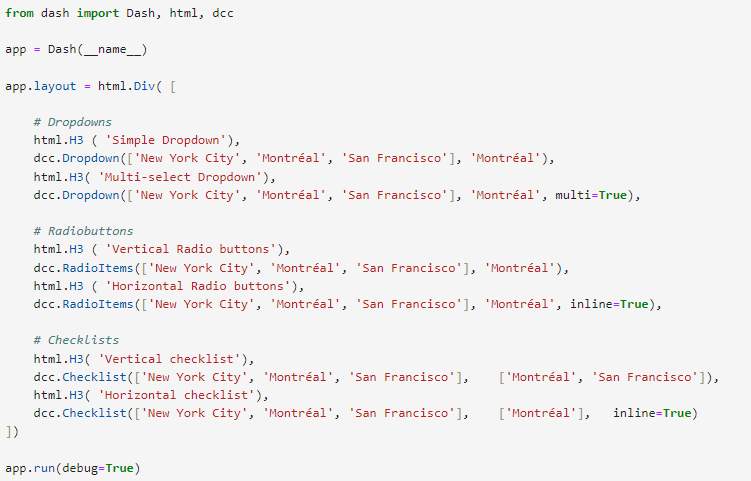 from dash import Dash, html, dcc
app = Dash(__name__)
app.layout = html.Div( [
# Dropdowns
html.H3 ( 'Simple Dropdown'),
dcc.Dropdown(['New York City', 'Montréal', 'San Francisco'], 'Montréal'),
html.H3( 'Multi-select Dropdown'),
dcc.Dropdown(['New York City', 'Montréal', 'San Francisco'], 'Montréal', multi=True),
# Radiobuttons
html.H3 ( 'Vertical Radio buttons'),
dcc.RadioItems(['New York City', 'Montréal', 'San Francisco'], 'Montréal'),
html.H3 ( 'Horizontal Radio buttons'),
dcc.RadioItems(['New York City', 'Montréal', 'San Francisco'], 'Montréal', inline=True),
# Checklists
html.H3( 'Vertical checklist'),
dcc.Checklist(['New York City', 'Montréal', 'San Francisco'],    ['Montréal', 'San Francisco']),
html.H3( 'Horizontal checklist'),
dcc.Checklist(['New York City', 'Montréal', 'San Francisco'],    ['Montréal'],   inline=True)
])
app.run(debug=True)